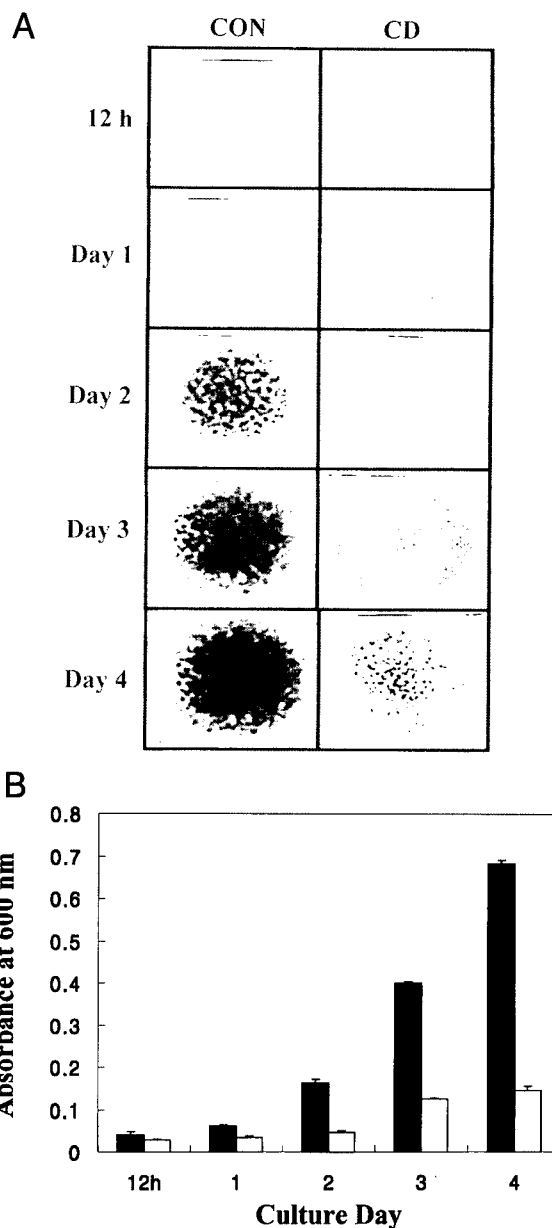 A
CON CD
12 h
Day 1
Day 2
Day 3
Day 4
B
Absorbance at 600 nm
0.8
0.7
0.6
0.5
0.4
0.3
0.2
0.1
0
12h 1 2 3 4
Culture Day